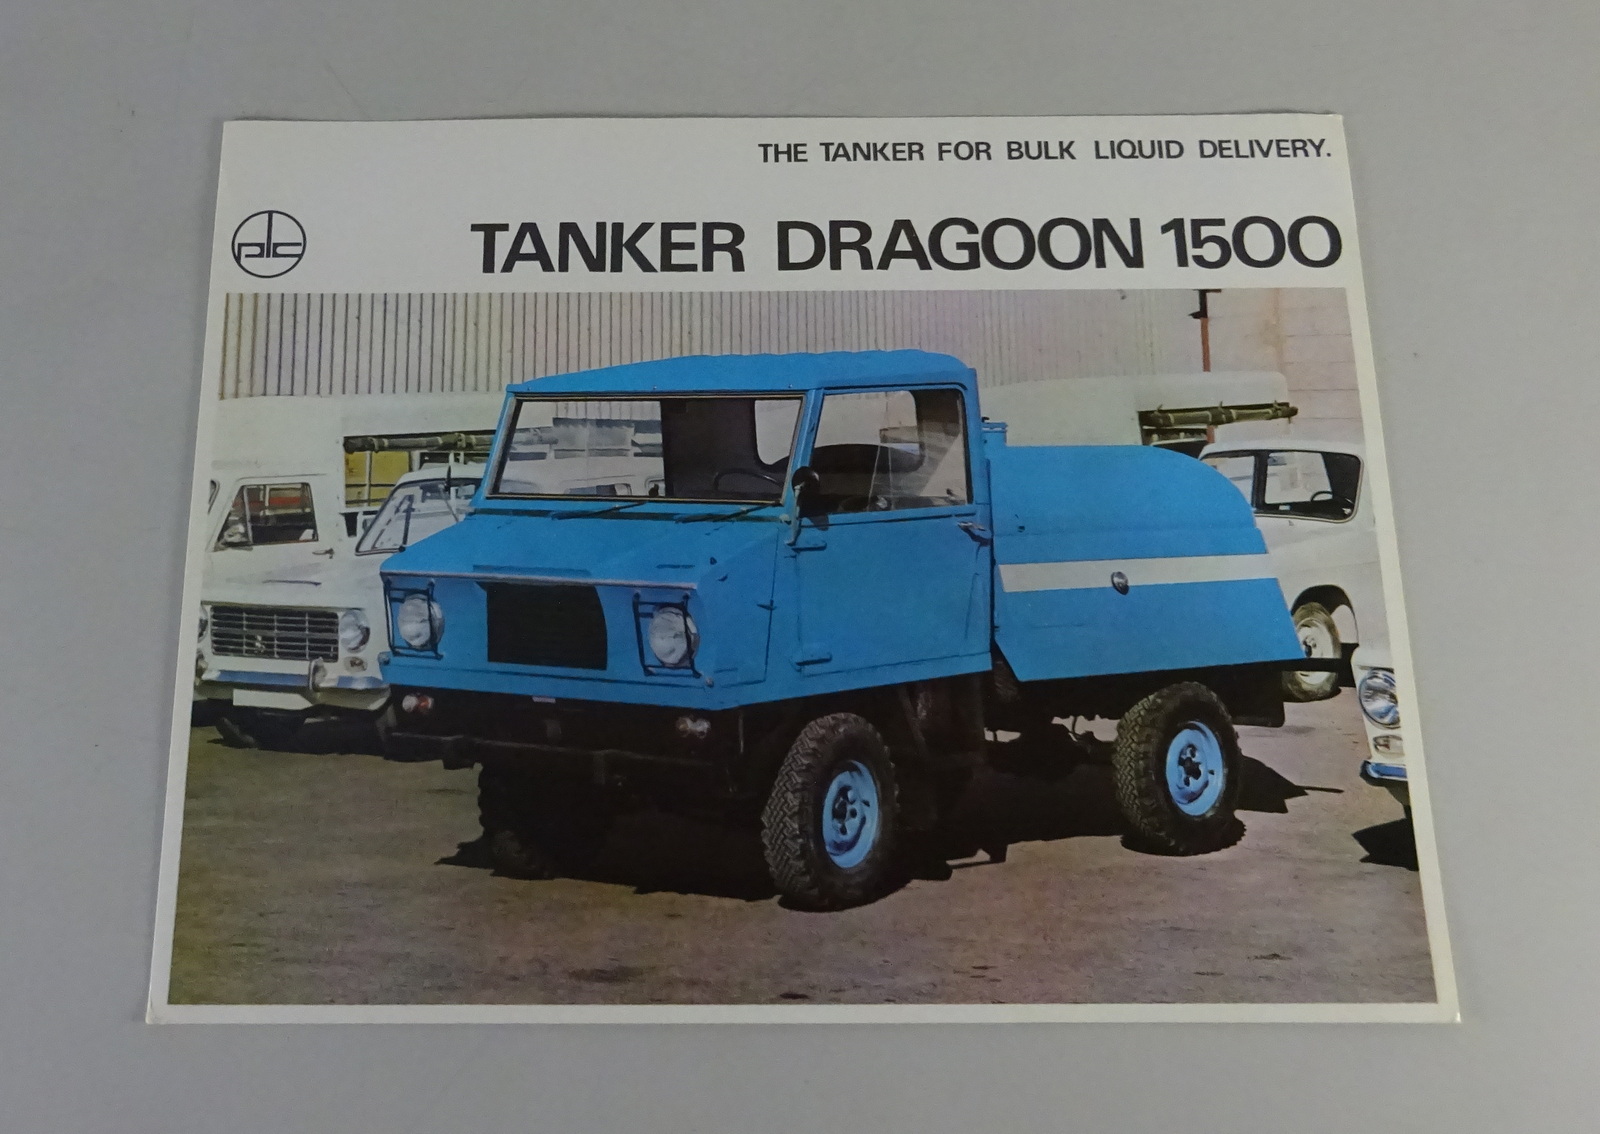 THE TANKER FOR BULK LIQUID DELIVERY.
plc
TANKER DRAGOON 1500